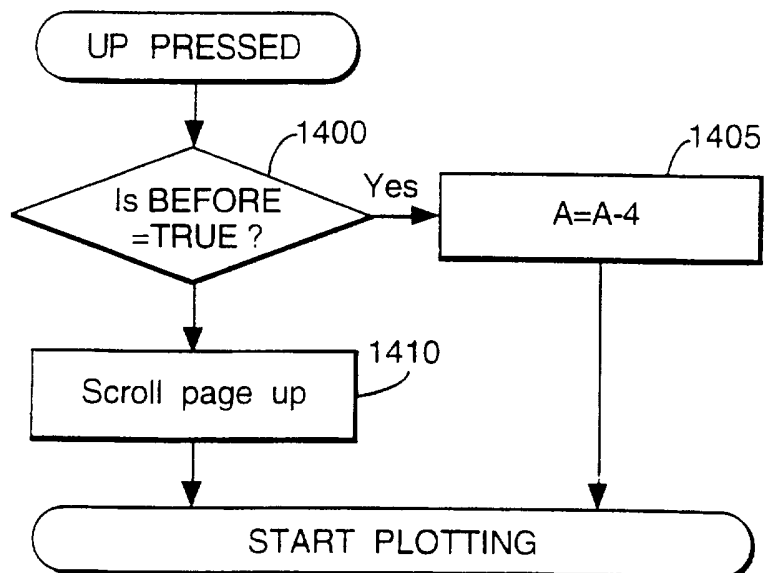 UP PRESSED
1400
1405
Is BEFORE
=TRUE ?
Yes
A=A-4
1410
Scroll page up
START PLOTTING